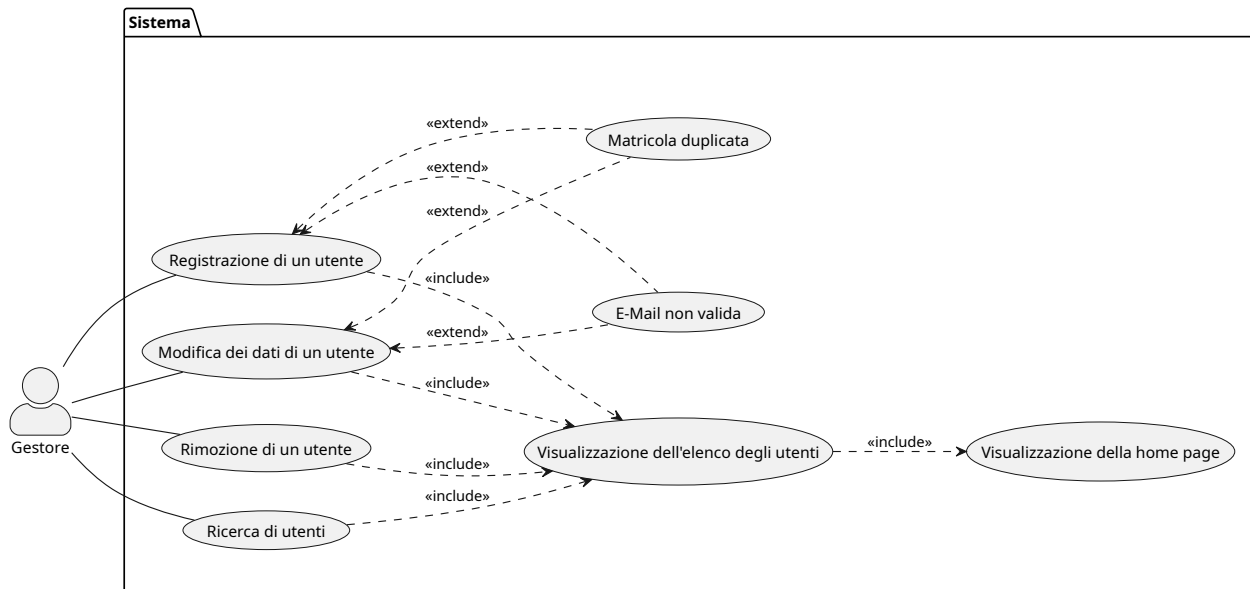 Sistema
«extend»
Matricola duplicata
«extend»
«extend»
Registrazione di un utente
«include»
E-Mail non valida
«extend»
Modifica dei dati di un utente
«include»
Gestore
Rimozione di un utente
«include»
Visualizzazione dell'elenco degli utenti
«include»
Visualizzazione della home page
«include»
Ricerca di utenti